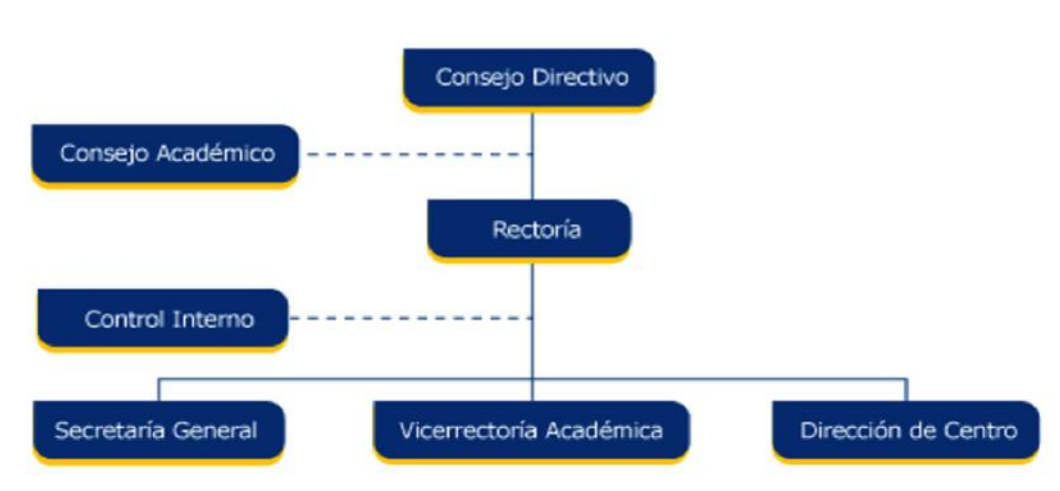 Consejo Directivo
Consejo Académico
Rectoría
Control Interno
Secretaría General
Vicerrectoría Académica
Dirección de Centro